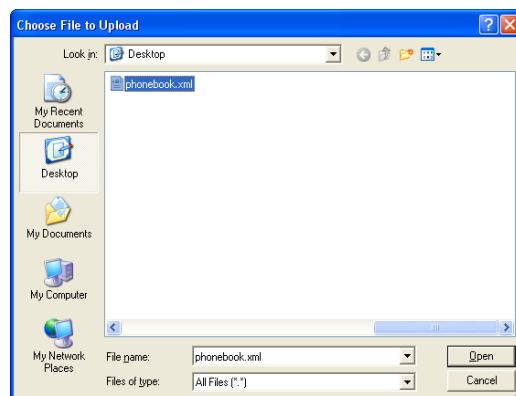 Choose File to Upload
Look in: Desktop
phonebook.xml
My Recent
Documents
Desktop
My Documents
My Computer
My Network
Places
File name: phonebook.xml Open
Files of type: All Files (*.*) Cancel